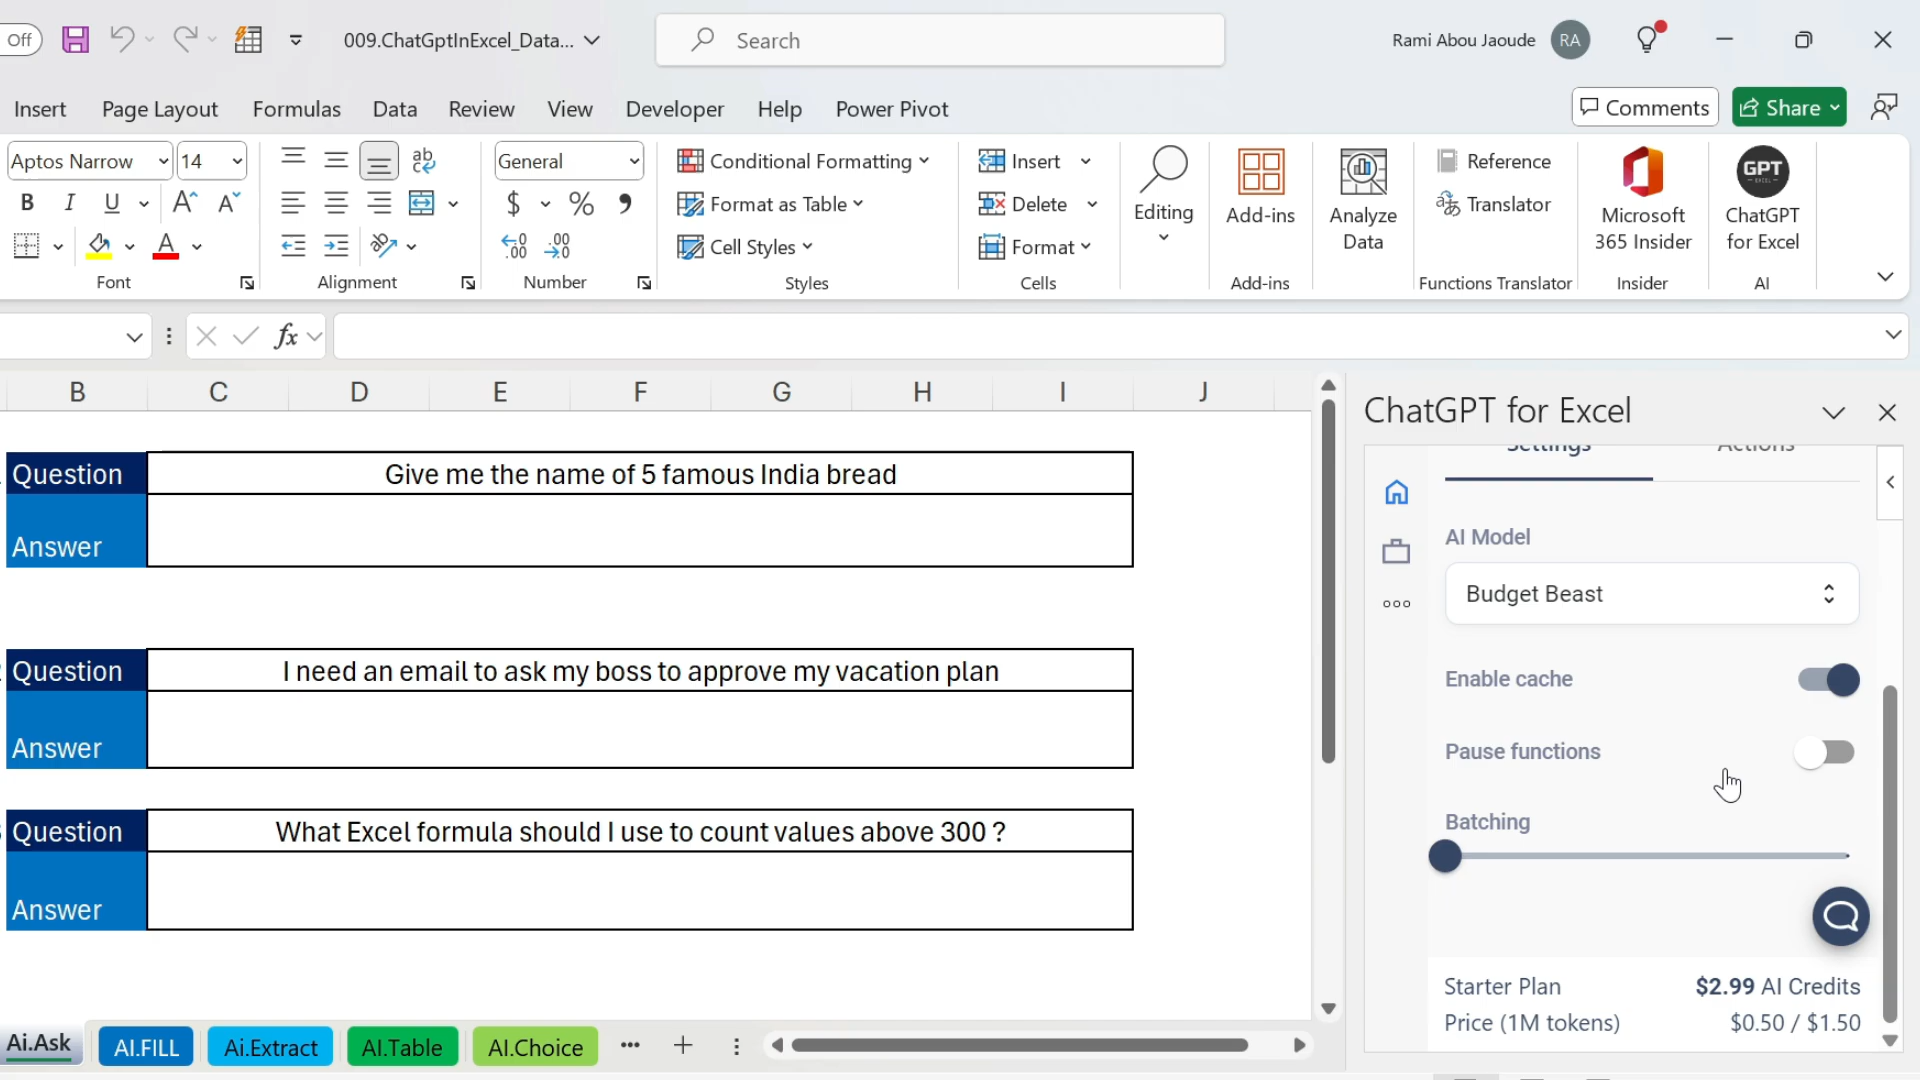 Off
009.ChatGptInExcel_Data...
Search
Rami Abou Jaoude
RA
Insert
Page Layout
Formulas
Data
Review
View
Developer
Help
Power Pivot
Comments
Share
Aptos Narrow
14
ab
General
Conditional Formatting
Insert
Reference
GPT
EXCEL
B
I
U
A
A
$
%
Format as Table
Delete
Editing
Add-ins
Analyze
Data
Translator
Microsoft
365 Insider
ChatGPT
for Excel
A
Cell Styles
Format
Font
Alignment
Number
Styles
Cells
Add-ins
Functions Translator
Insider
AI
fx
B
C
D
E
F
G
H
I
J
Question
Give me the name of 5 famous India bread
Answer
Question
I need an email to ask my boss to approve my vacation plan
Answer
Question
What Excel formula should I use to count values above 300 ?
Answer
ChatGPT for Excel
Settings
Actions
AI Model
Budget Beast
Enable cache
Pause functions
Batching
Starter Plan
$2.99 AI Credits
Price (1M tokens)
$0.50 / $1.50
Ai.Ask
AI.FILL
Ai.Extract
AI.Table
AI.Choice